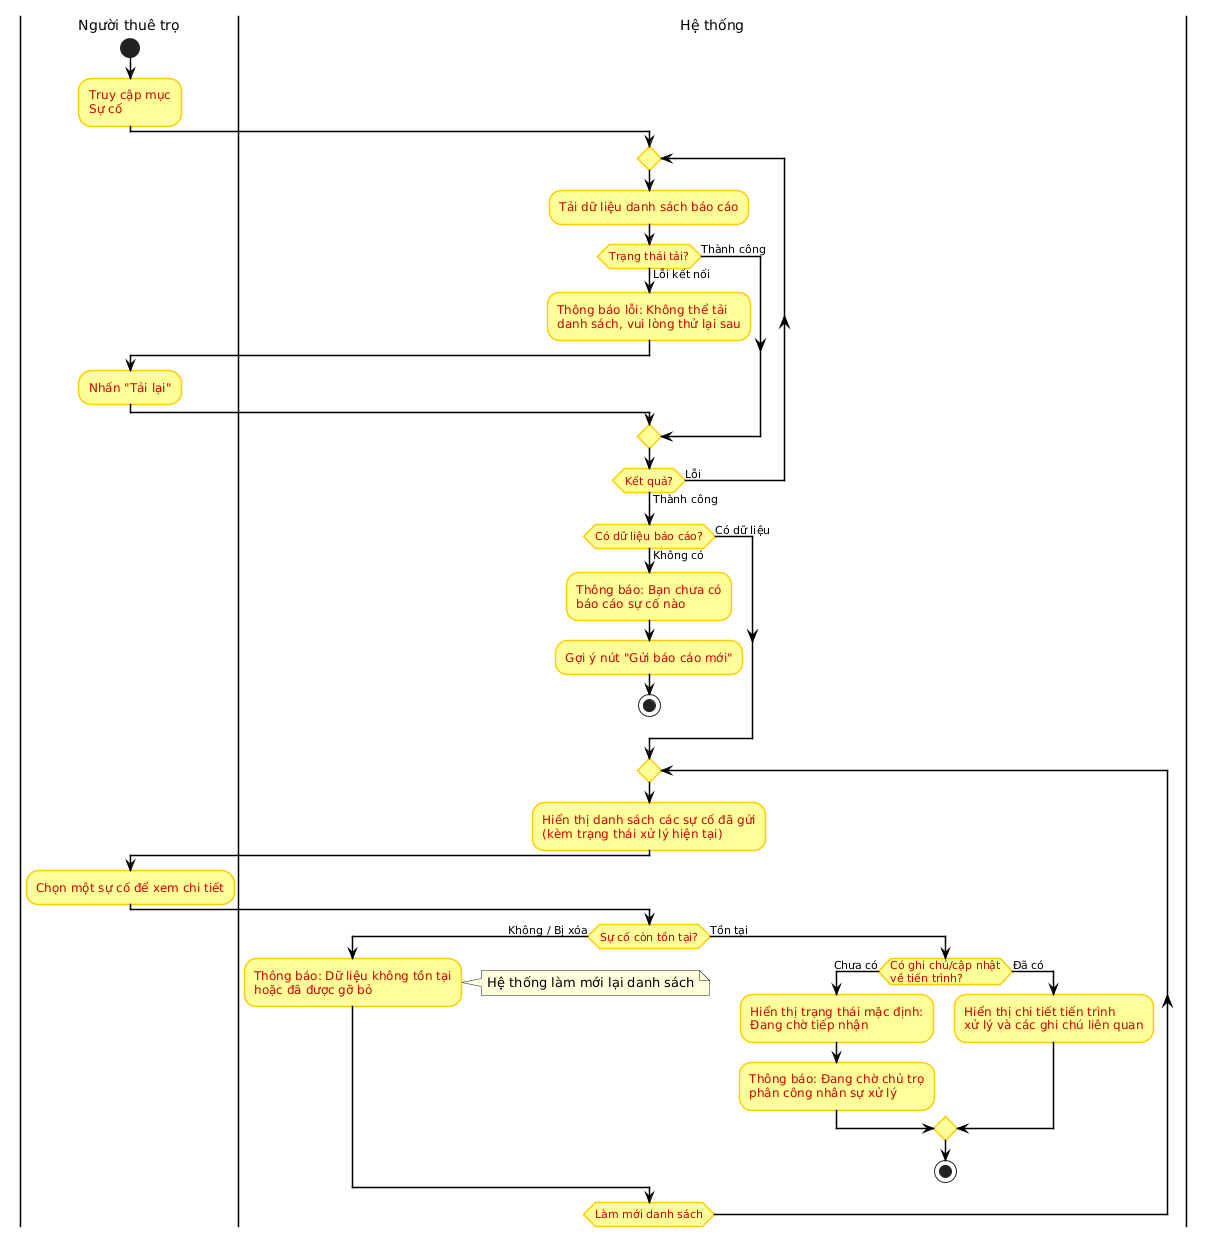 Người thuê trọ
Hệ thống
Truy cập mục
Sự cố
Tải dữ liệu danh sách báo cáo
Trạng thái tải?
Thành công
Lỗi kết nối
Thông báo lỗi: Không thể tải
danh sách, vui lòng thử lại sau
Nhấn "Tải lại"
Kết quả?
Lỗi
Thành công
Có dữ liệu báo cáo?
Có dữ liệu
Không có
Thông báo: Bạn chưa có
báo cáo sự cố nào
Gợi ý nút "Gửi báo cáo mới"
Hiển thị danh sách các sự cố đã gửi
(kèm trạng thái xử lý hiện tại)
Chọn một sự cố để xem chi tiết
Không / Bị xóa
Sự cố còn tồn tại?
Tồn tại
Thông báo: Dữ liệu không tồn tại
hoặc đã được gỡ bỏ
Hệ thống làm mới lại danh sách
Chưa có
Có ghi chú/cập nhật
về tiến trình?
Đã có
Hiển thị trạng thái mặc định:
Đang chờ tiếp nhận
Hiển thị chi tiết tiến trình
xử lý và các ghi chú liên quan
Thông báo: Đang chờ chủ trọ
phân công nhân sự xử lý
Làm mới danh sách